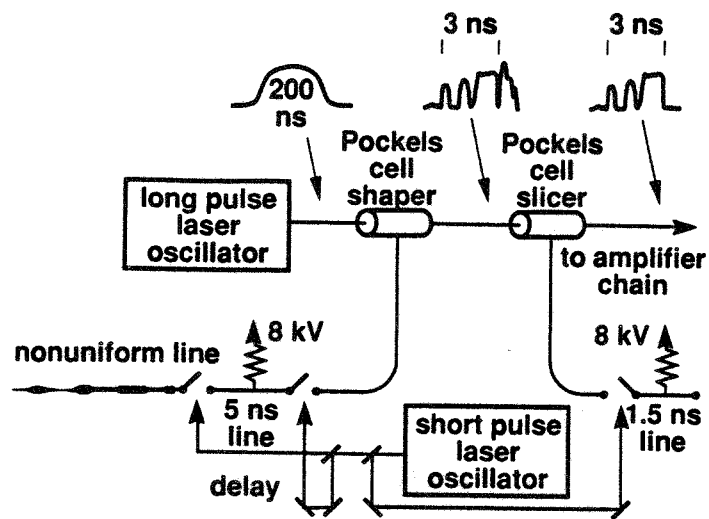 3 ns
3 ns
200
ns
Pockels
cell
shaper
Pockels
cell
slicer
long pulse
laser
oscillator
to amplifier
chain
8 kV
8 kV
nonuniform line
5 ns
line
short pulse
laser
oscillator
1.5 ns
line
delay